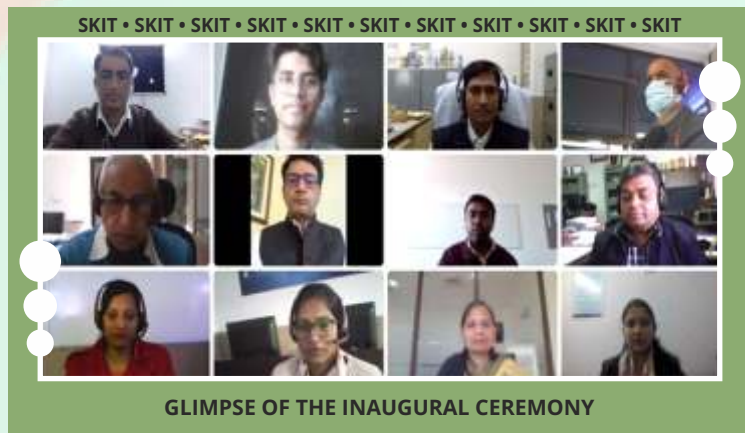 SKIT • SKIT • SKIT • SKIT • SKIT • SKIT • SKIT • SKIT • SKIT • SKIT • SKIT
GLIMPSE OF THE INAUGURAL CEREMONY